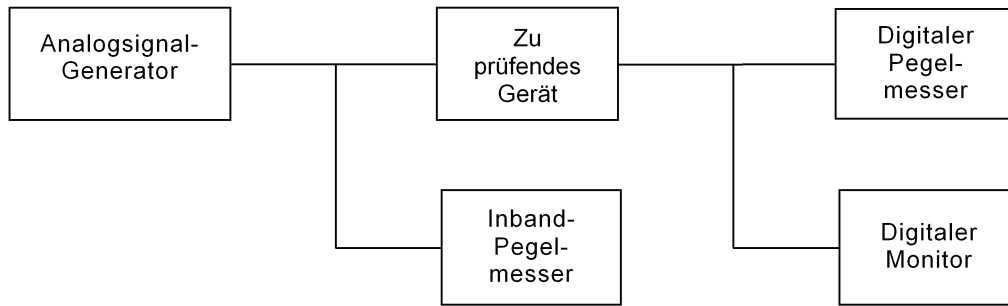 Analogsignal-
Generator
Zu
prüfendes
Gerät
Digitaler
Pegel-
messer
Inband-
Pegel-
messer
Digitaler
Monitor